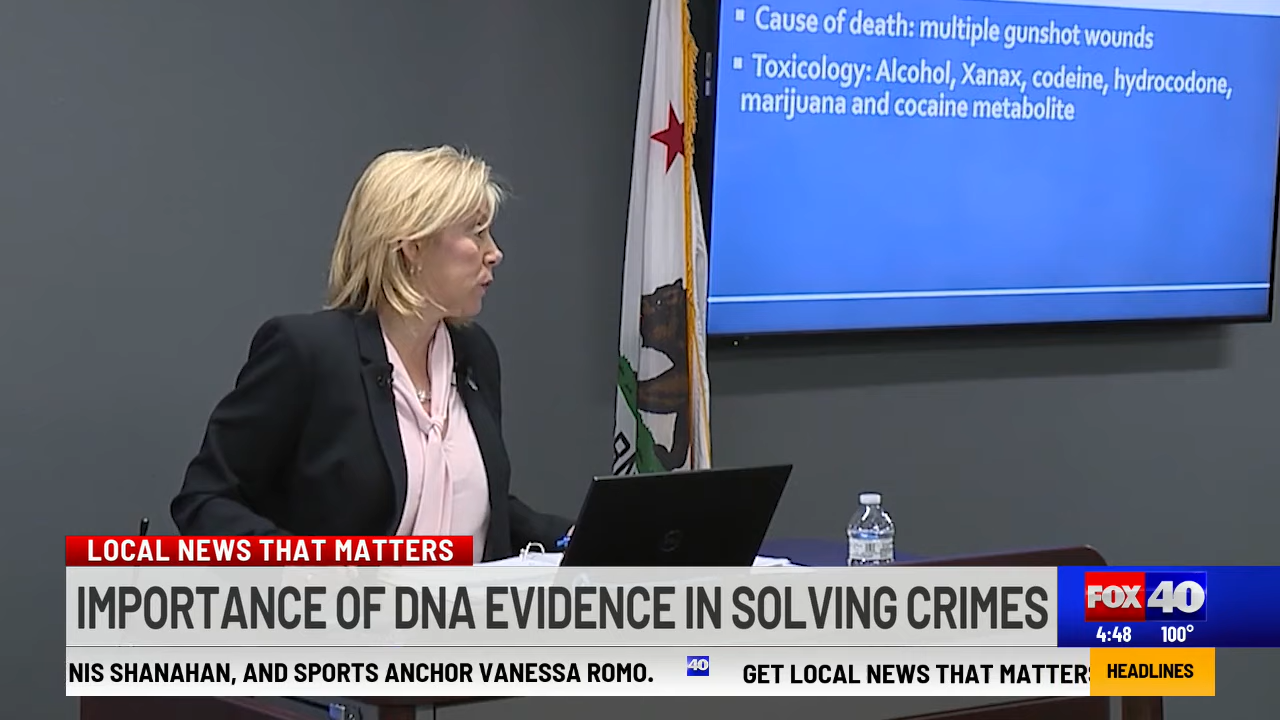 ▪ Cause of death: multiple gunshot wounds
▪ Toxicology: Alcohol, Xanax, codeine, hydrocodone,
marijuana and cocaine metabolite
LOCAL NEWS THAT MATTERS
IMPORTANCE OF DNA EVIDENCE IN SOLVING CRIMES
FOX 40
4:48 100°
NIS SHANAHAN, AND SPORTS ANCHOR VANESSA ROMO. 40 GET LOCAL NEWS THAT MATTERS
HEADLINES